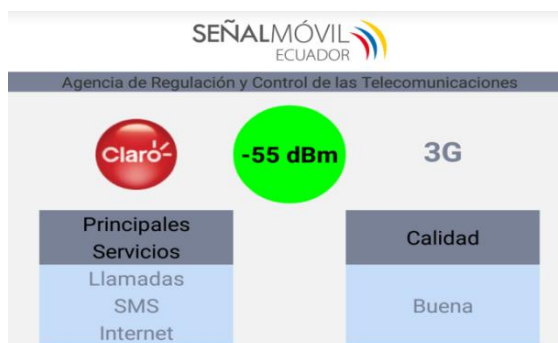 SEÑALMÓVIL
ECUADOR
Agencia de Regulación y Control de las Telecomunicaciones
Claro
-55 dBm
3G
Principales
Servicios
Calidad
Llamadas
SMS
Internet
Buena